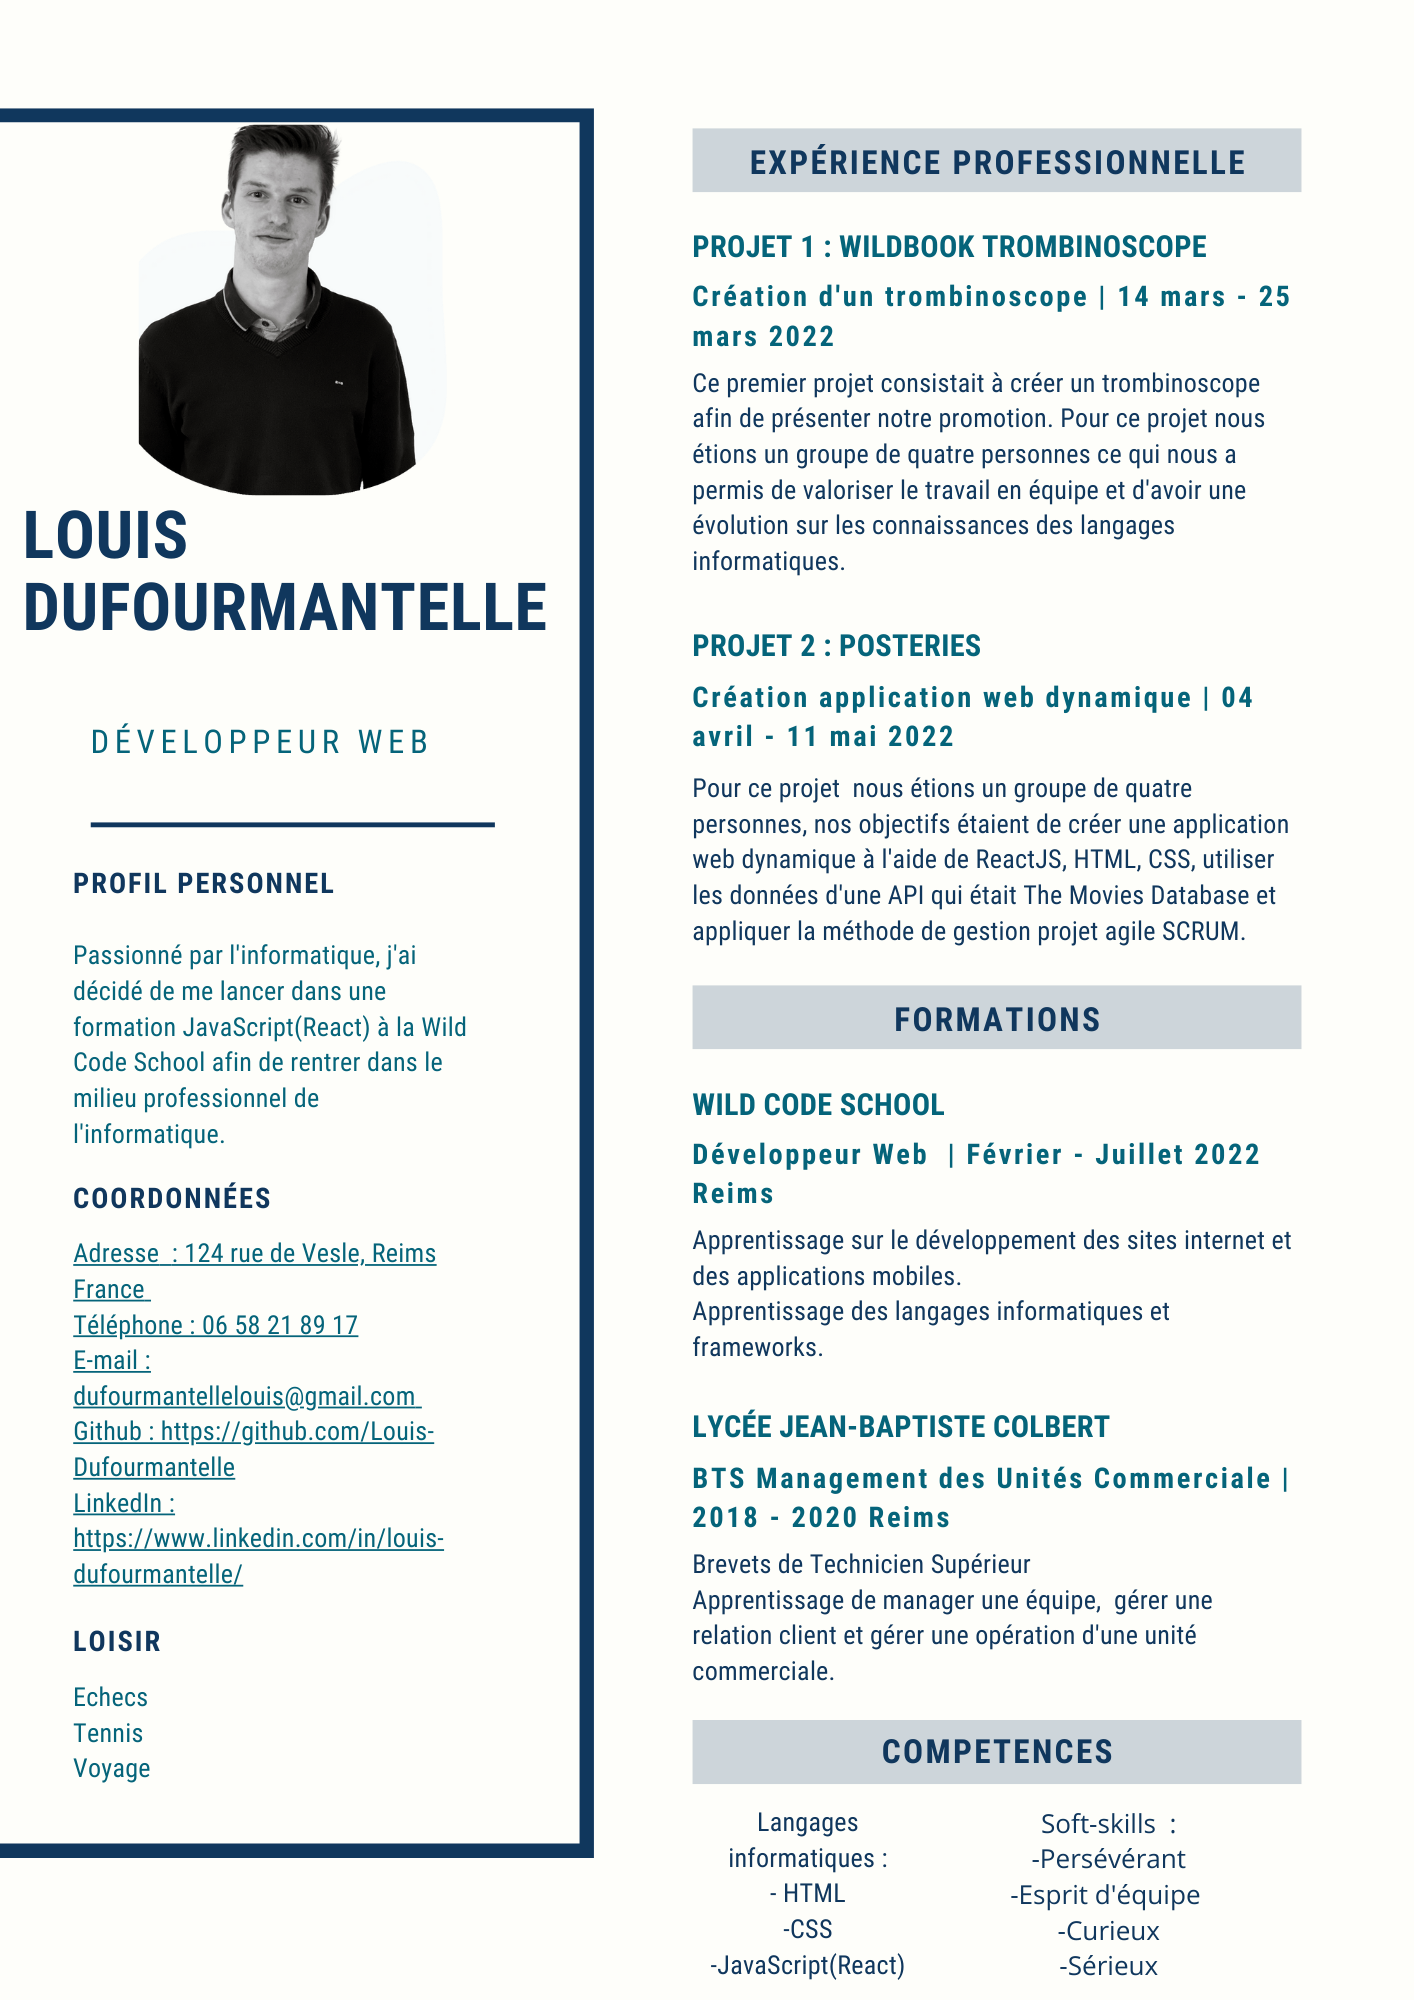 LOUIS
DUFOURMANTELLE
DÉVELOPPEUR WEB
PROFIL PERSONNEL
Passionné par l'informatique, j'ai
décidé de me lancer dans une
formation JavaScript(React) à la Wild
Code School afin de rentrer dans le
milieu professionnel de
l'informatique.
COORDONNÉES
Adresse  : 124 rue de Vesle, Reims
France
Téléphone : 06 58 21 89 17
E-mail :
dufourmantellelouis@gmail.com
Github : https://github.com/Louis-
Dufourmantelle
LinkedIn :
https://www.linkedin.com/in/louis-
dufourmantelle/
LOISIR
Echecs
Tennis
Voyage
EXPÉRIENCE PROFESSIONNELLE
PROJET 1 : WILDBOOK TROMBINOSCOPE
Création d'un trombinoscope | 14 mars - 25
mars 2022
Ce premier projet consistait à créer un trombinoscope
afin de présenter notre promotion. Pour ce projet nous
étions un groupe de quatre personnes ce qui nous a
permis de valoriser le travail en équipe et d'avoir une
évolution sur les connaissances des langages
informatiques.
PROJET 2 : POSTERIES
Création application web dynamique | 04
avril - 11 mai 2022
Pour ce projet  nous étions un groupe de quatre
personnes, nos objectifs étaient de créer une application
web dynamique à l'aide de ReactJS, HTML, CSS, utiliser
les données d'une API qui était The Movies Database et
appliquer la méthode de gestion projet agile SCRUM.
FORMATIONS
WILD CODE SCHOOL
Développeur Web  | Février - Juillet 2022
Reims
Apprentissage sur le développement des sites internet et
des applications mobiles.
Apprentissage des langages informatiques et
frameworks.
LYCÉE JEAN-BAPTISTE COLBERT
BTS Management des Unités Commerciale |
2018 - 2020 Reims
Brevets de Technicien Supérieur
Apprentissage de manager une équipe,  gérer une
relation client et gérer une opération d'une unité
commerciale.
COMPETENCES
Langages
informatiques :
- HTML
-CSS
-JavaScript(React)
Soft-skills  :
-Persévérant
-Esprit d'équipe
-Curieux
-Sérieux